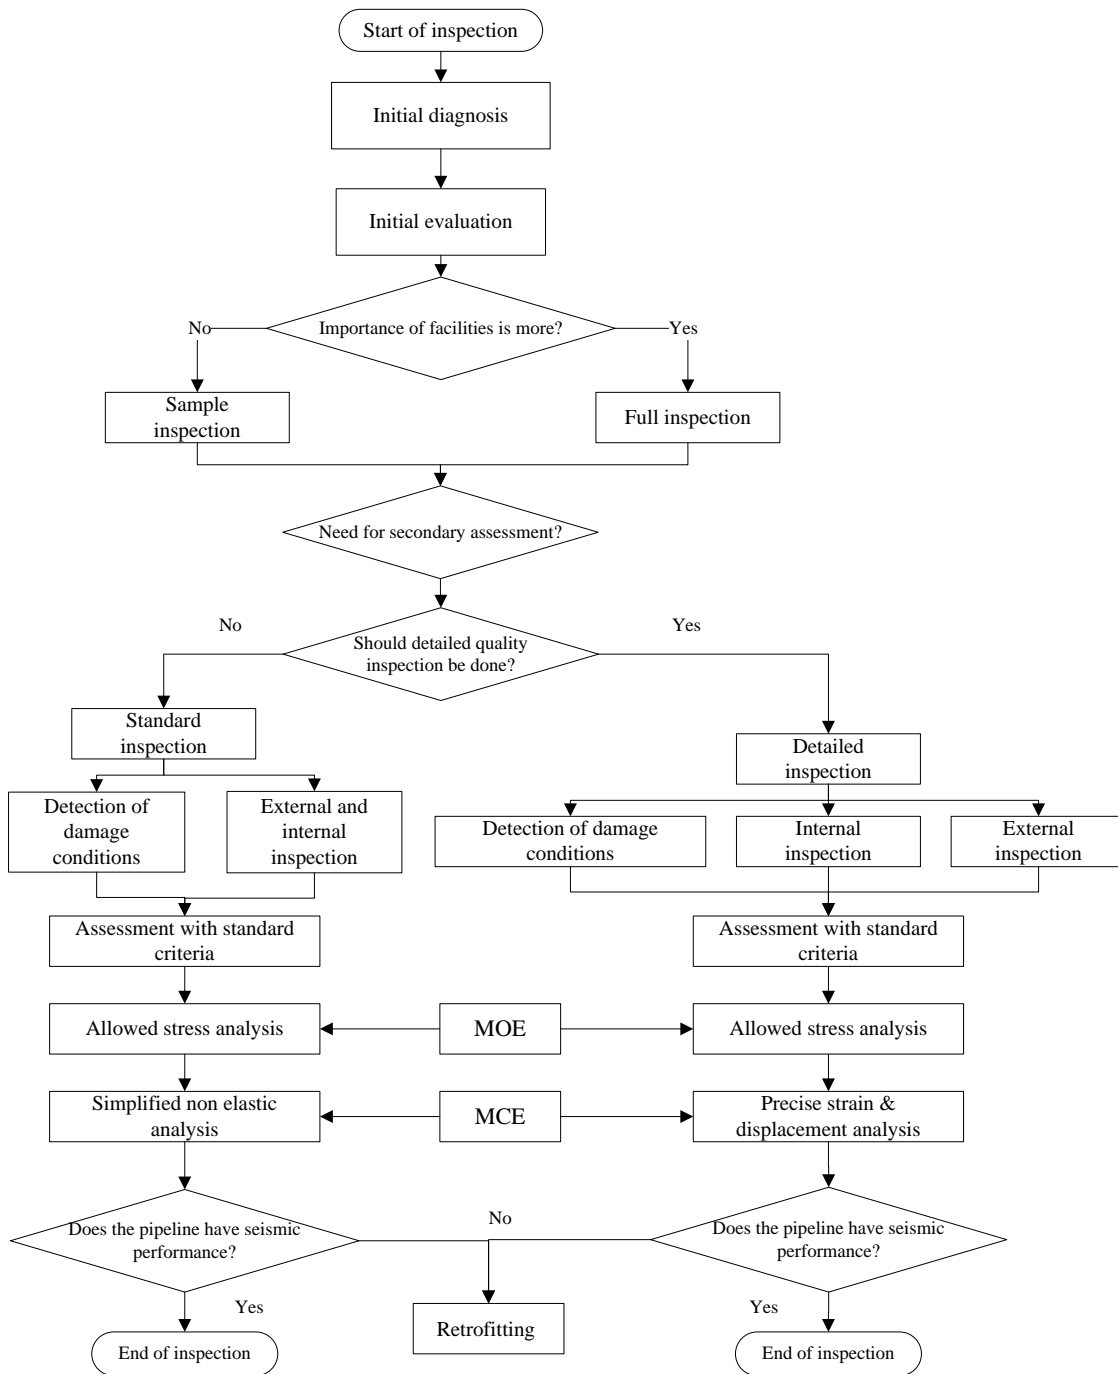 Start of inspection
Initial diagnosis
Initial evaluation
Importance of facilities is more?
No
Yes
Sample
inspection
Full inspection
Need for secondary assessment?
No
Yes
Should detailed quality
inspection be done?
Standard
inspection
Detailed
inspection
Detection of
damage
conditions
External and
internal
inspection
Detection of damage
conditions
Internal
inspection
External
inspection
Assessment with standard
criteria
Assessment with standard
criteria
Allowed stress analysis
MOE
Allowed stress analysis
Simplified non elastic
analysis
MCE
Precise strain &
displacement analysis
Does the pipeline have seismic
performance?
No
Does the pipeline have seismic
performance?
Yes
Retrofitting
Yes
End of inspection
End of inspection